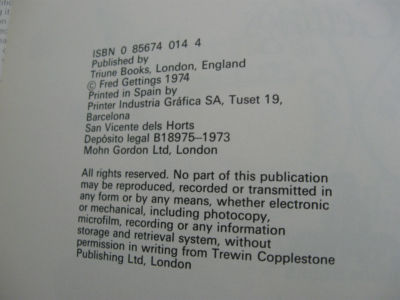 ISBN 0 85674 014 4
Published by
Triune Books, London, England
© Fred Gettings 1974
Printed in Spain by
Printer Industria Gráfica SA, Tuset 19,
Barcelona
San Vicente dels Horts
Depósito legal B18975-1973
Mohn Gordon Ltd, London
All rights reserved. No part of this publication
may be reproduced, recorded or transmitted in
any form or by any means, whether electronic
or mechanical, including photocopy,
microfilm, recording or any information
storage and retrieval system, without
permission in writing from Trewin Copplestone
Publishing Ltd, London